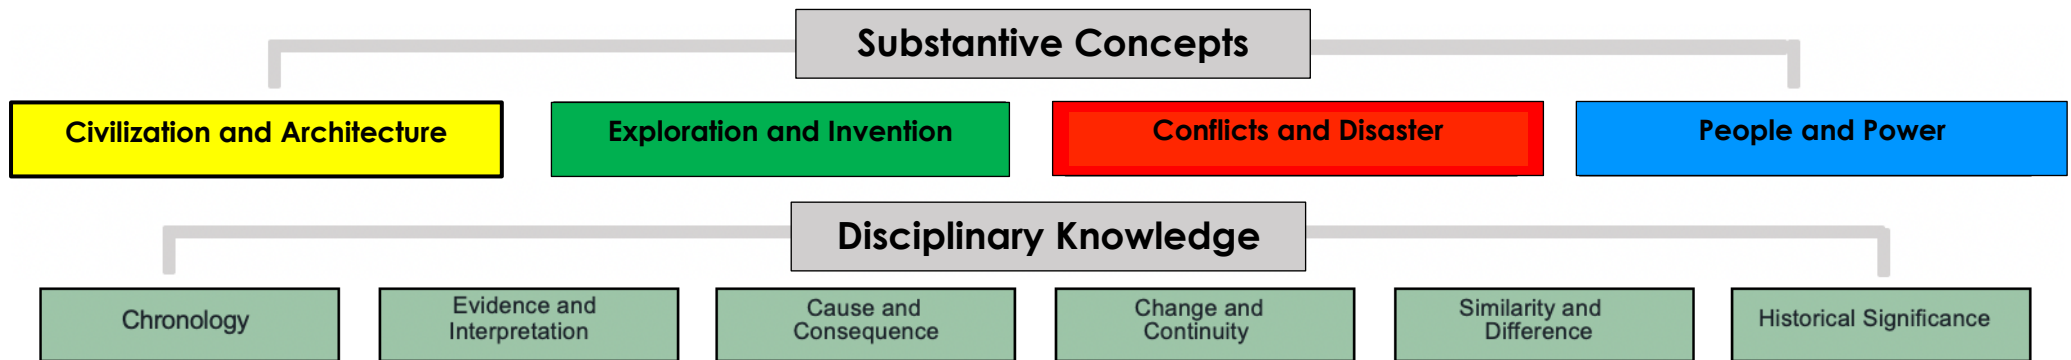 Substantive Concepts
Civilization and Architecture
Exploration and Invention
Conflicts and Disaster
People and Power
Disciplinary Knowledge
Chronology
Evidence and
Interpretation
Cause and
Consequence
Change and
Continuity
Similarity and
Difference
Historical Significance